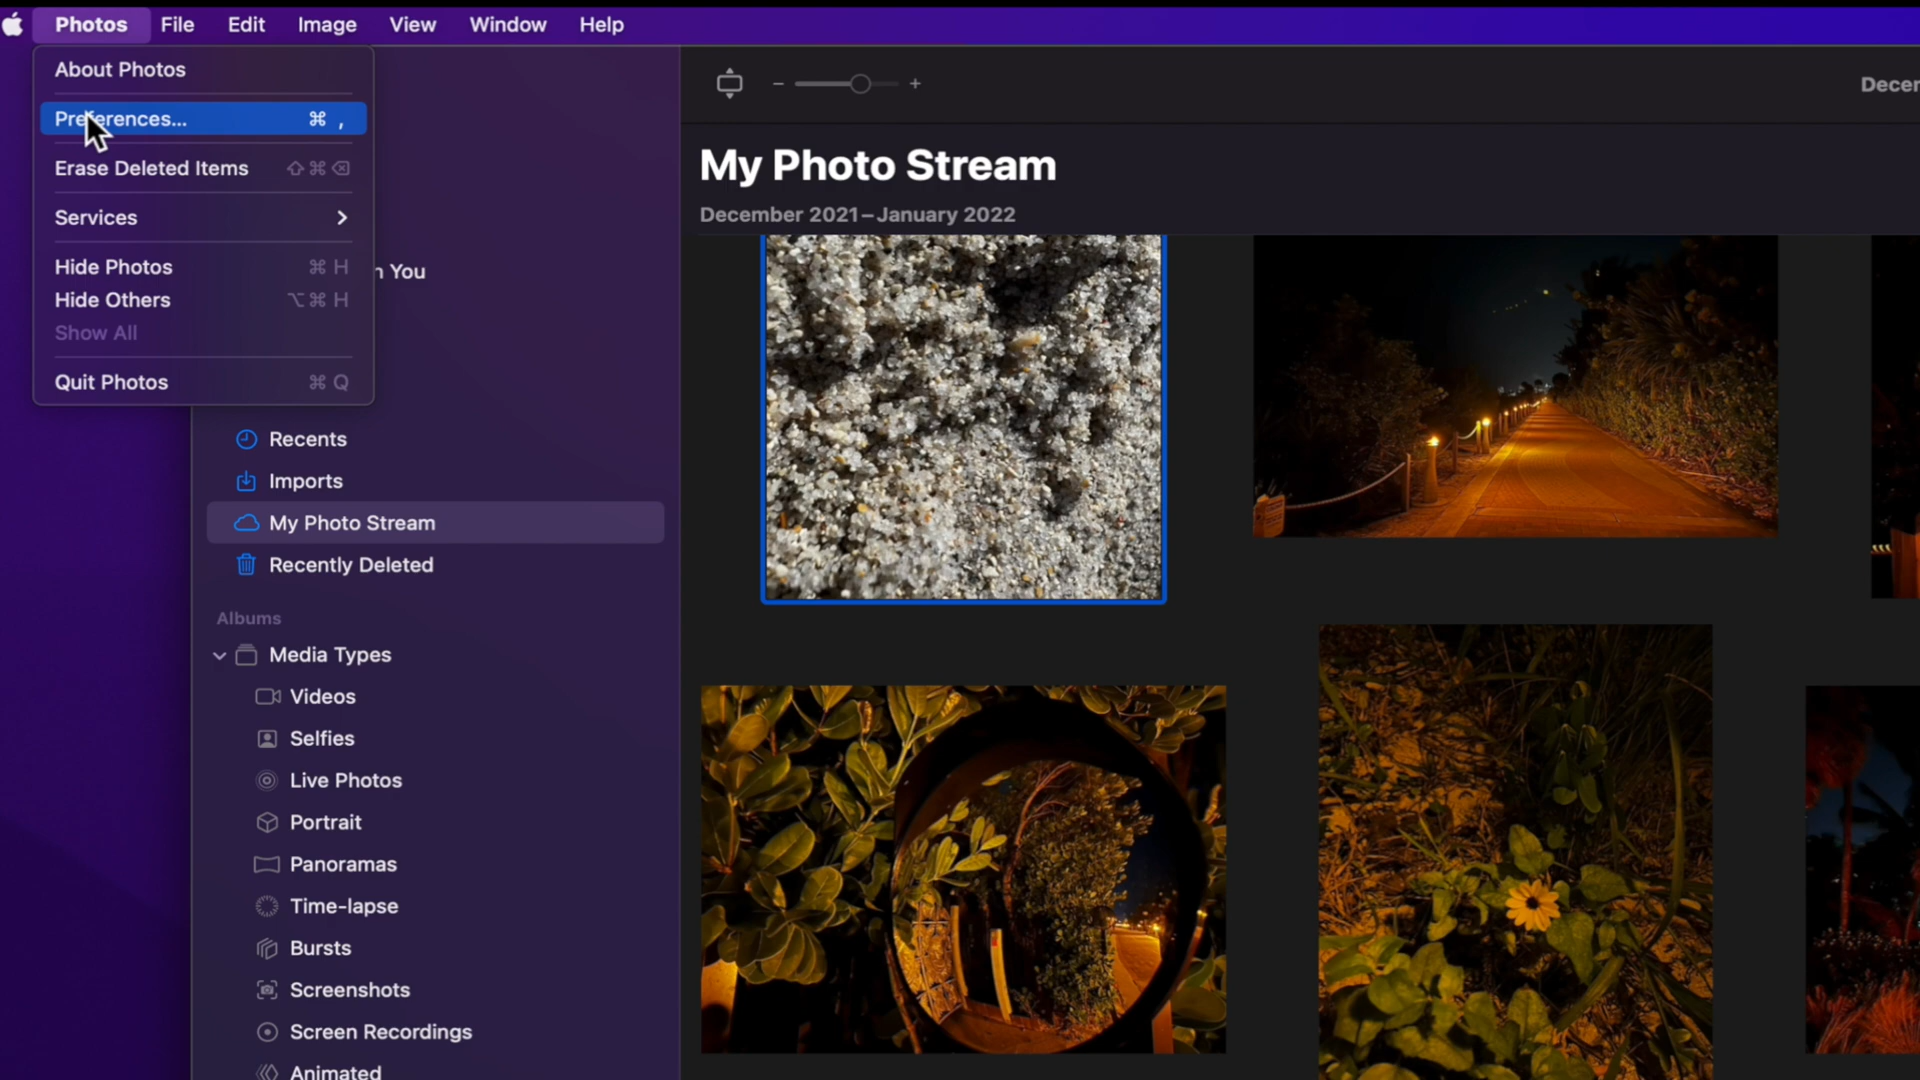 Photos File Edit Image View Window Help
About Photos
Preferences... ⌘ ,
Erase Deleted Items ⇧⌘⌫
Services
Hide Photos ⌘ H
Hide Others ⌥⌘ H
Show All
Quit Photos ⌘ Q
You
Recents
Imports
My Photo Stream
Recently Deleted
Albums
Media Types
Videos
Selfies
Live Photos
Portrait
Panoramas
Time-lapse
Bursts
Screenshots
Screen Recordings
Animated
Decem
My Photo Stream
December 2021–January 2022